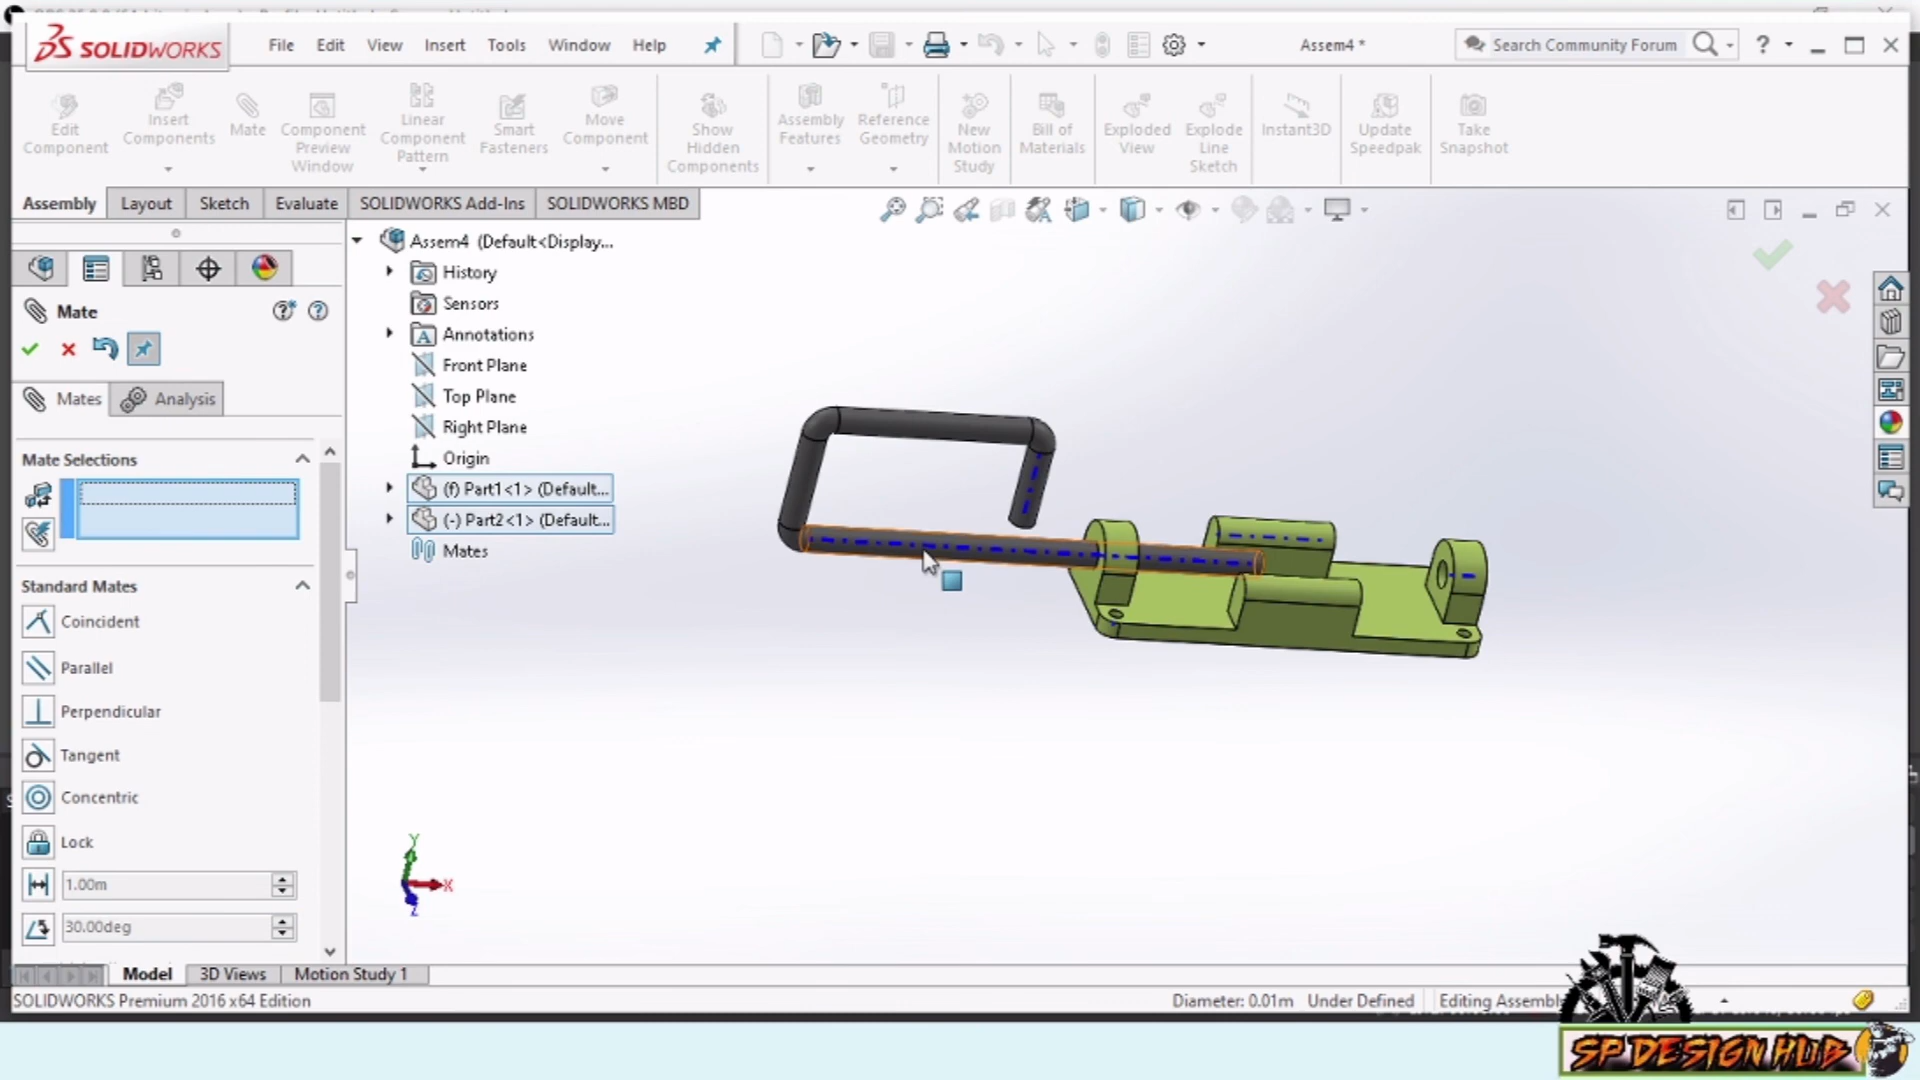 SOLIDWORKS
File Edit View Insert Tools Window Help
Assem4 *
Search Community Forum
Edit Component
Insert Components
Mate
Component Preview Window
Linear Component Pattern
Smart Fasteners
Move Component
Show Hidden Components
Assembly Features
Reference Geometry
New Motion Study
Bill of Materials
Exploded View
Explode Line Sketch
Instant3D
Update Speedpak
Take Snapshot
Assembly Layout Sketch Evaluate SOLIDWORKS Add-Ins SOLIDWORKS MBD
Assem4 (Default<Display...
History
Sensors
Annotations
Front Plane
Top Plane
Right Plane
Origin
(f) Part1<1> (Default...
(-) Part2<1> (Default...
Mates
Mate
Mates Analysis
Mate Selections
Standard Mates
Coincident
Parallel
Perpendicular
Tangent
Concentric
Lock
1.00m
30.00deg
Y
X
Z
Model 3D Views Motion Study 1
SOLIDWORKS Premium 2016 x64 Edition
Diameter: 0.01m Under Defined Editing Assembl
SP DESIGN HUB